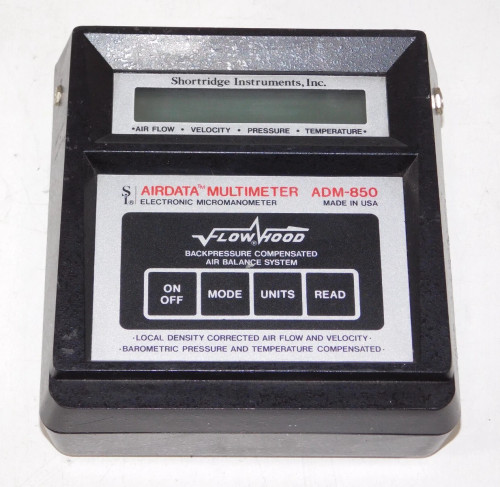 Shortridge Instruments, Inc.
•AIR FLOW • VELOCITY • PRESSURE • TEMPERATURE•
SI® AIRDATA™ MULTIMETER ADM-850
ELECTRONIC MICROMANOMETER MADE IN USA
FLOW®HOOD
BACKPRESSURE COMPENSATED
AIR BALANCE SYSTEM
ON OFF MODE UNITS READ
·LOCAL DENSITY CORRECTED AIR FLOW AND VELOCITY·
·BAROMETRIC PRESSURE AND TEMPERATURE COMPENSATED·